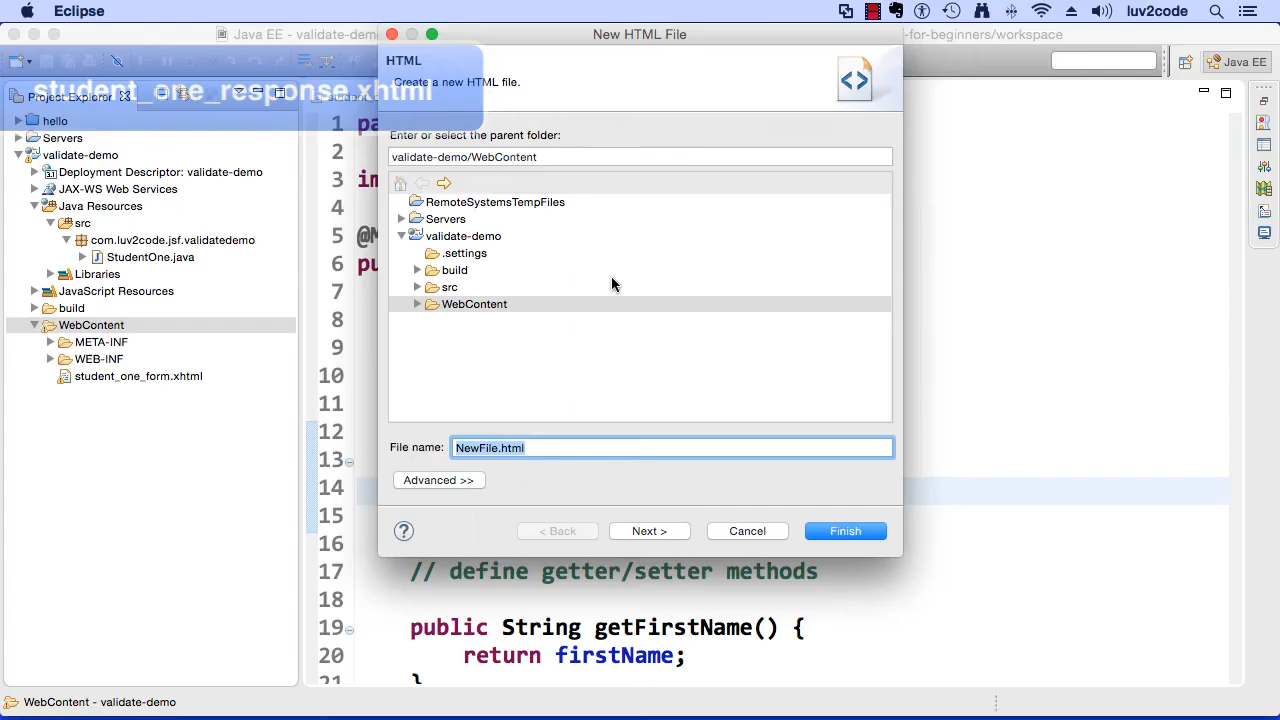 Eclipse
luv2code
Java EE - validate-demo
New HTML File
-for-beginners/workspace
Java EE
HTML
Create a new HTML file.
student_one_response.xhtml
Project Explorer
Enter or select the parent folder:
validate-demo/WebContent
hello
Servers
validate-demo
Deployment Descriptor: validate-demo
JAX-WS Web Services
Java Resources
src
com.luv2code.jsf.validatedemo
StudentOne.java
Libraries
JavaScript Resources
build
WebContent
META-INF
WEB-INF
student_one_form.xhtml
RemoteSystemsTempFiles
Servers
validate-demo
.settings
build
src
WebContent
File name:
NewFile.html
Advanced >>
?
< Back
Next >
Cancel
Finish
1 pa
2
3 im
4
5 @M
6 pu
7
8
9
10
11
12
13
14
15
16
17 // define getter/setter methods
18
19 public String getFirstName() {
20 return firstName;
21 }
WebContent - validate-demo